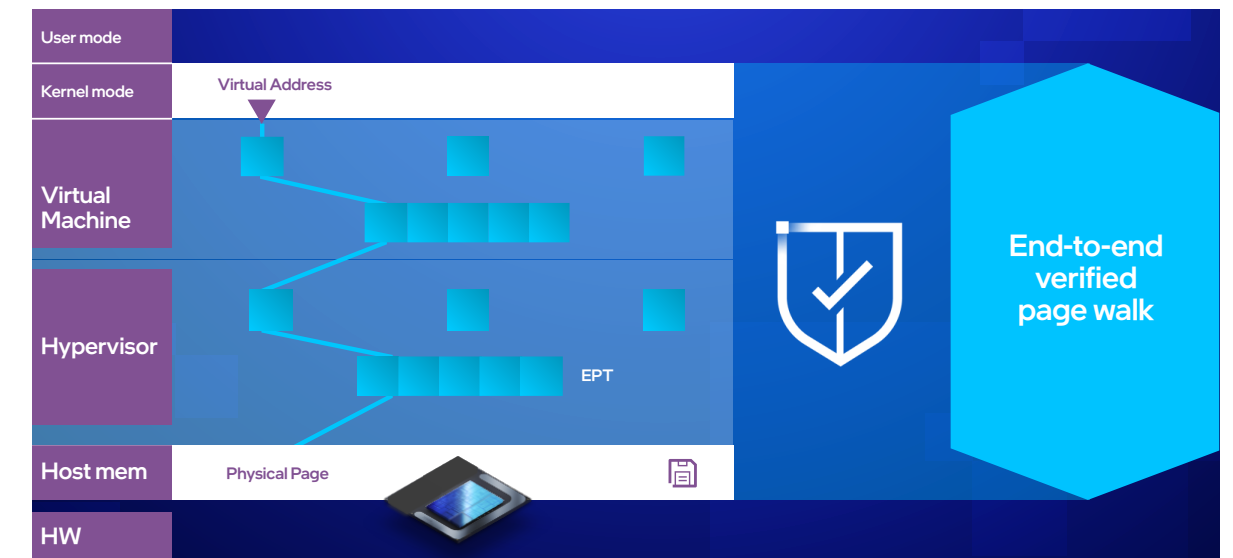 User mode
Kernel mode
Virtual Address
Virtual
Machine
Hypervisor
EPT
Host mem
Physical Page
HW
End-to-end
verified
page walk